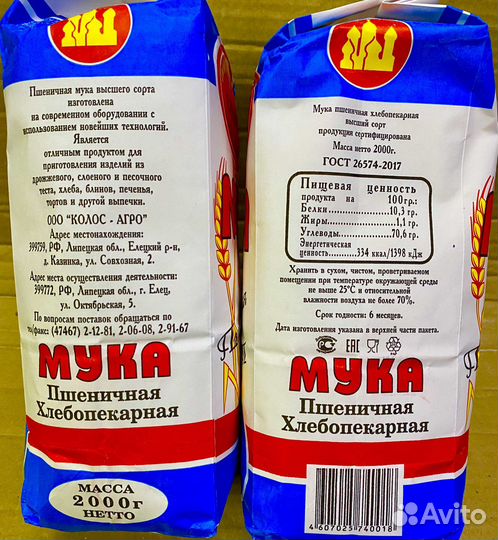 Пшеничная мука высшего сорта
изготовлена
на современном оборудовании с
использованием новейших технологий.
Является
отличным продуктом для
приготовления изделий из
дрожжевого, слоеного и песочного
теста, хлеба, блинов, печенья,
тортов и другой выпечки.
ООО "КОЛОС - АГРО"
Адрес местонахождения:
399759, РФ, Липецкая обл., Елецкий р-н,
д. Казинка, ул. Совхозная, 2.
Адрес места осуществления деятельности:
399772, РФ, Липецкая обл., г. Елец,
ул. Октябрьская, 5.
По вопросам поставок обращаться по
т/факс: (47467) 2-12-81, 2-06-08, 2-91-67
МУКА
Пшеничная
Хлебопекарная
МАССА
2000г
НЕТТО
Мука пшеничная хлебопекарная
высший сорт
продукция сертифицирована
Масса нетто 2000г.
ГОСТ 26574-2017
Пищевая ценность
продукта на 100гр.:
Белки 10,3 гр.
Жиры 1,1 гр.
Углеводы 70,6 гр.
Энергетическая
ценность 334 ккал/1398 кДж
Хранить в сухом, чистом, проветриваемом
помещении при температуре окружающей среды
не выше 25°С и относительной
влажности воздуха не более 70%.
Срок годности: 6 месяцев.
Дата изготовления указана в верхней части пакета.
EAC
МУКА
Пшеничная
Хлебопекарная
4 607025 740018
Avito